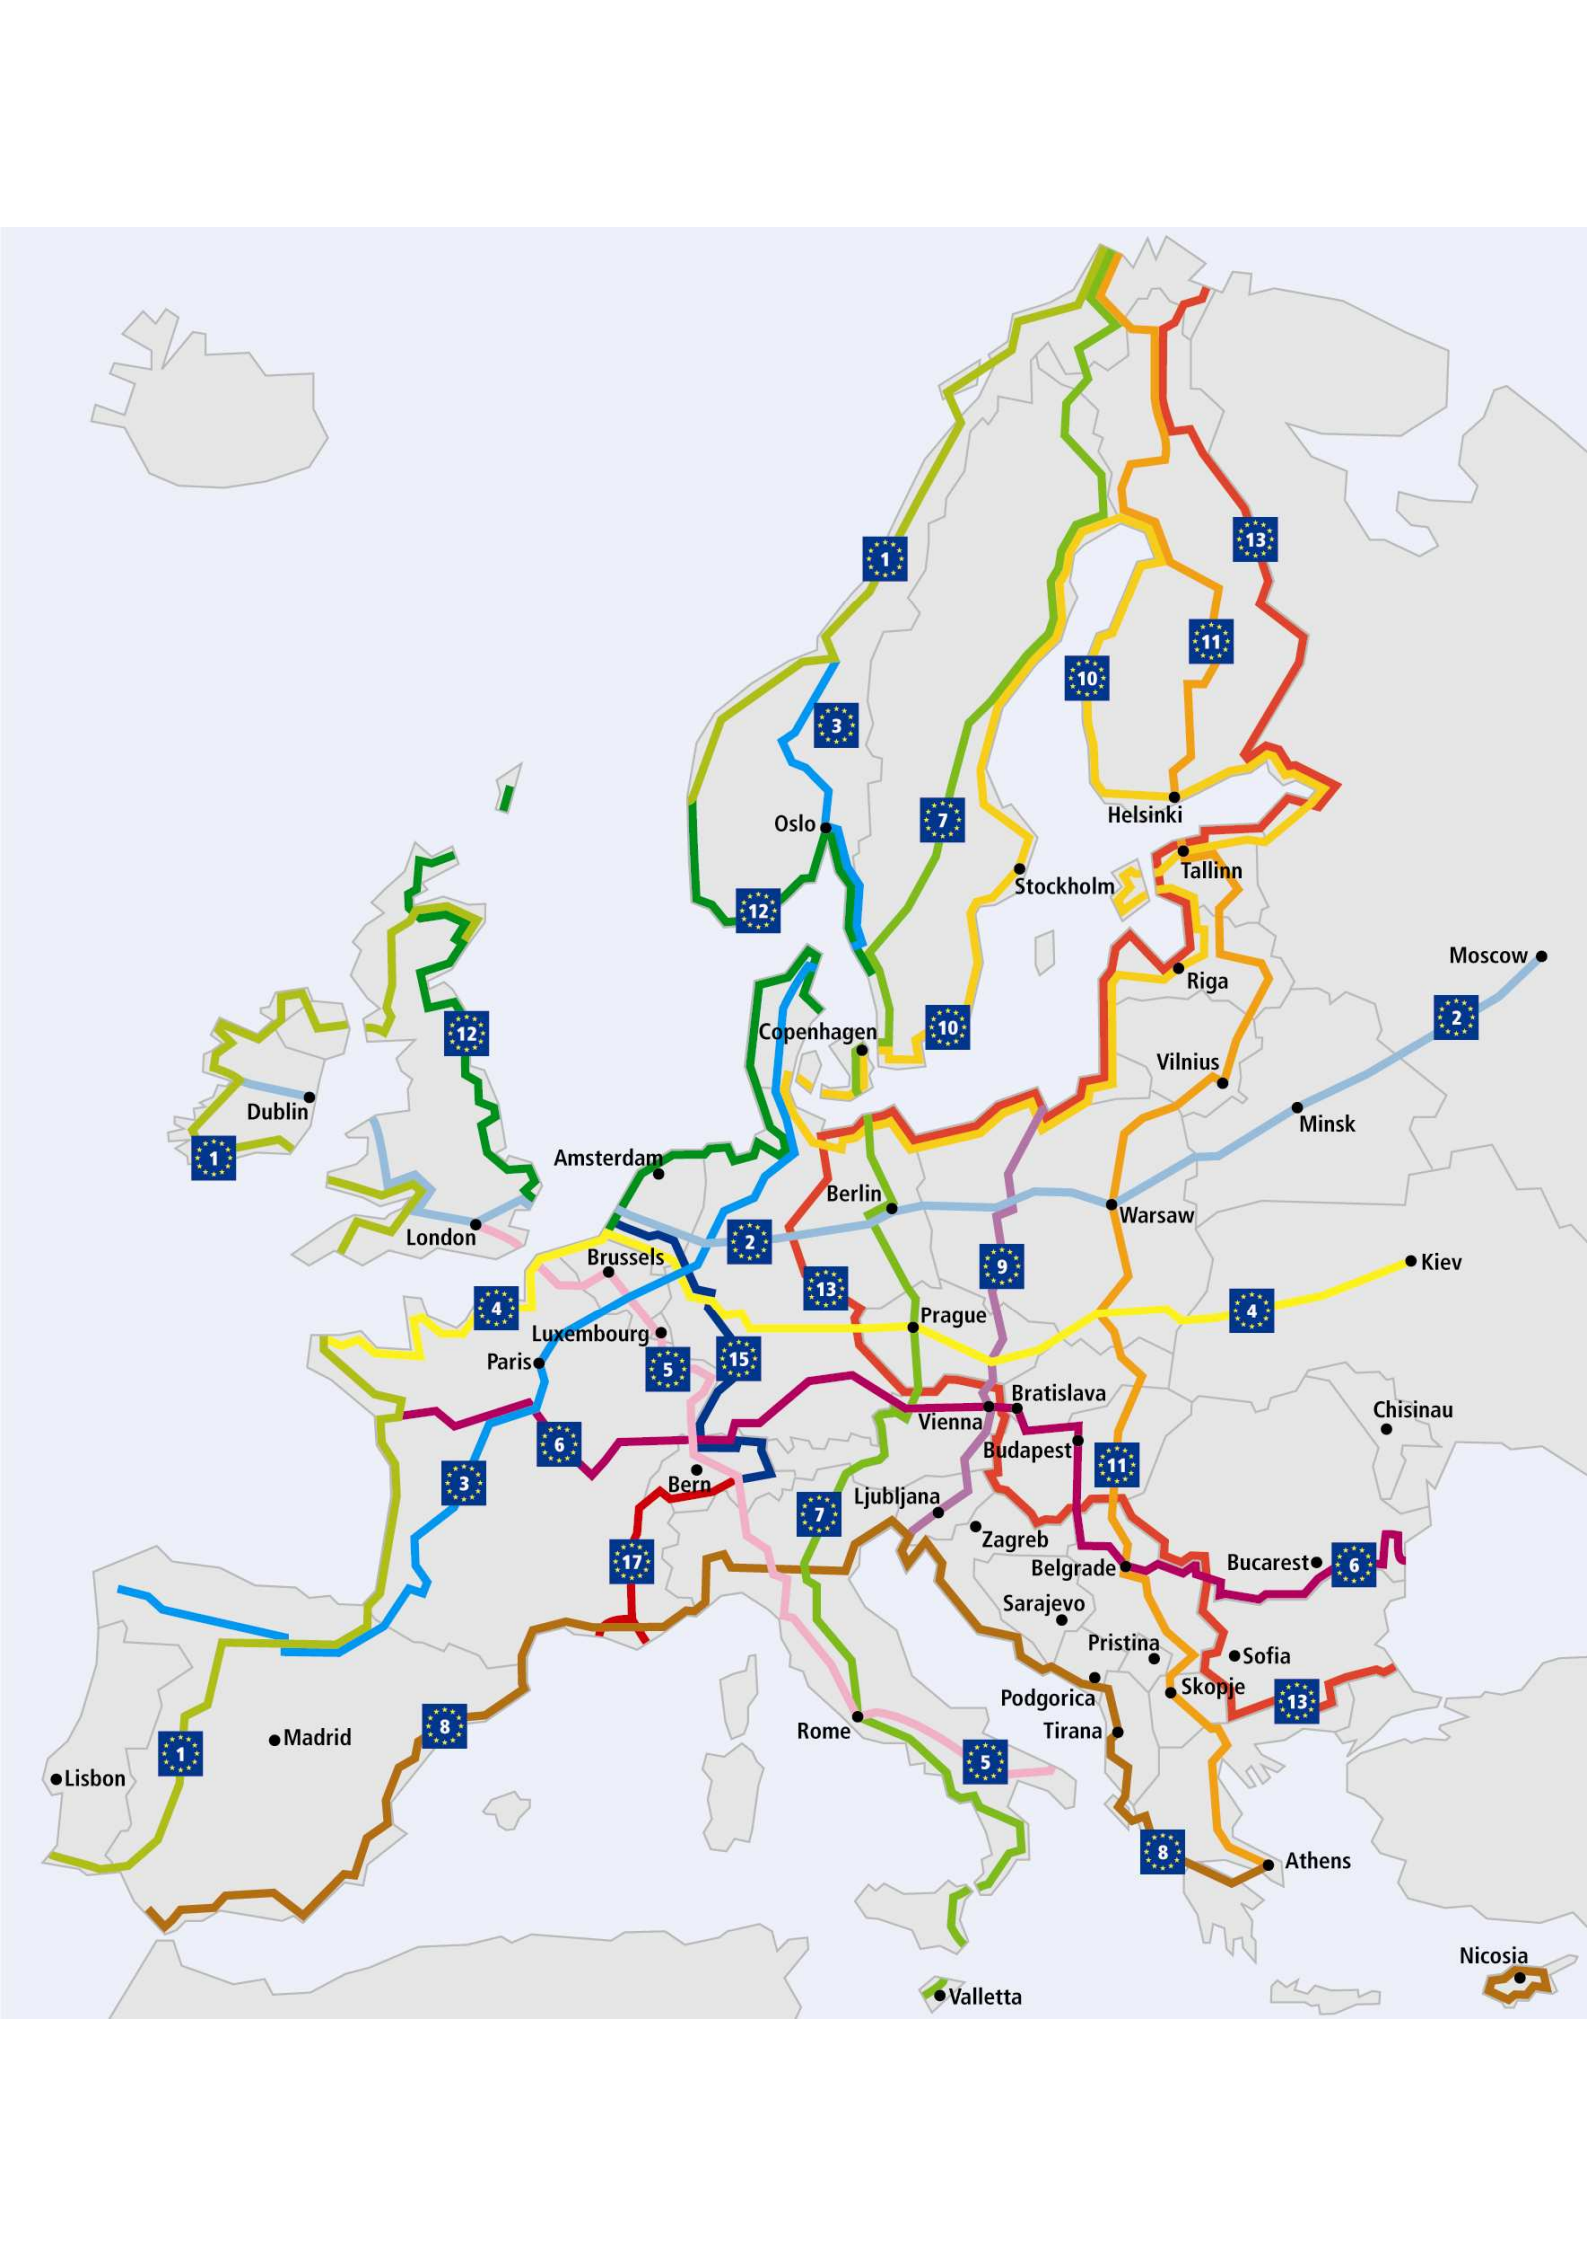 1
13
11
10
3
7
Oslo
Helsinki
Tallinn
Stockholm
12
Moscow
Riga
2
10
12
Copenhagen
Vilnius
Dublin
Minsk
1
Amsterdam
Berlin
Warsaw
London
2
Brussels
9
Kiev
13
4
4
Prague
Luxembourg
Paris
5
15
Bratislava
Chisinau
Vienna
6
Budapest
11
Bern
3
Ljubljana
7
Zagreb
17
Belgrade
Bucarest
6
Sarajevo
Pristina
Sofia
Skopje
Podgorica
13
8
Rome
Tirana
Madrid
1
5
Lisbon
8
Athens
Nicosia
Valletta